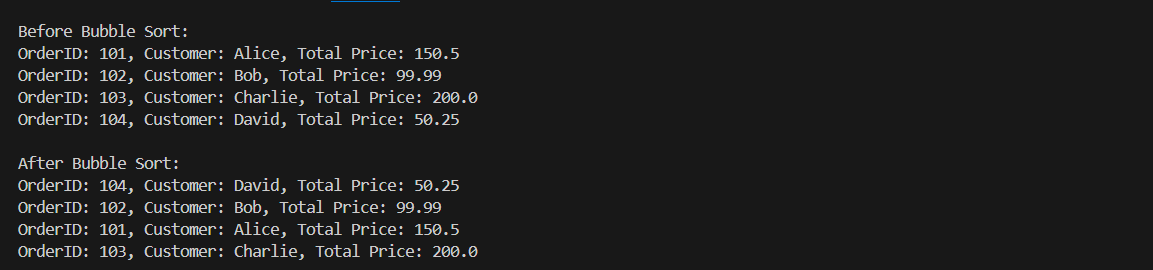 Before Bubble Sort:
OrderID: 101, Customer: Alice, Total Price: 150.5
OrderID: 102, Customer: Bob, Total Price: 99.99
OrderID: 103, Customer: Charlie, Total Price: 200.0
OrderID: 104, Customer: David, Total Price: 50.25
After Bubble Sort:
OrderID: 104, Customer: David, Total Price: 50.25
OrderID: 102, Customer: Bob, Total Price: 99.99
OrderID: 101, Customer: Alice, Total Price: 150.5
OrderID: 103, Customer: Charlie, Total Price: 200.0